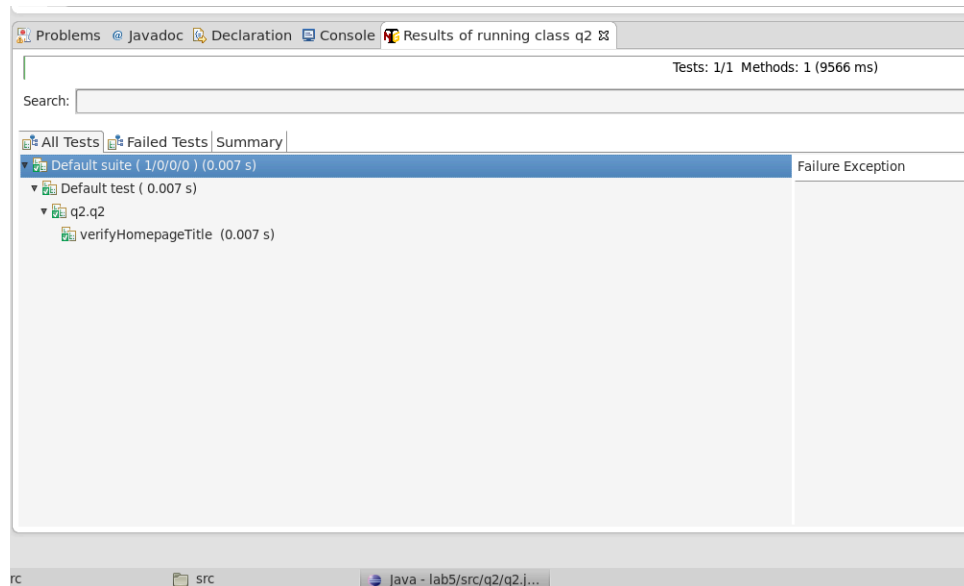 Problems @ Javadoc Declaration Console Results of running class q2
Tests: 1/1 Methods: 1 (9566 ms)
Search:
All Tests Failed Tests Summary
Default suite ( 1/0/0/0 ) (0.007 s)
Failure Exception
Default test ( 0.007 s)
q2.q2
verifyHomepageTitle (0.007 s)
rc src Java - lab5/src/q2/q2.j...